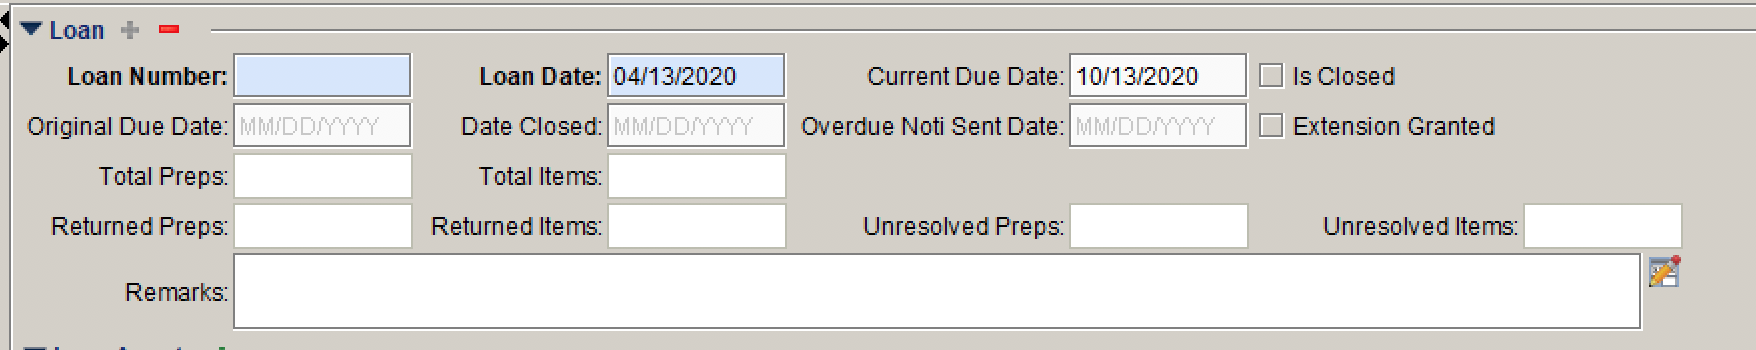 Loan
Loan Number: Loan Date: 04/13/2020 Current Due Date: 10/13/2020 Is Closed
Original Due Date: MM/DD/YYYY Date Closed: MM/DD/YYYY Overdue Noti Sent Date: MM/DD/YYYY Extension Granted
Total Preps: Total Items:
Returned Preps: Returned Items: Unresolved Preps: Unresolved Items:
Remarks: